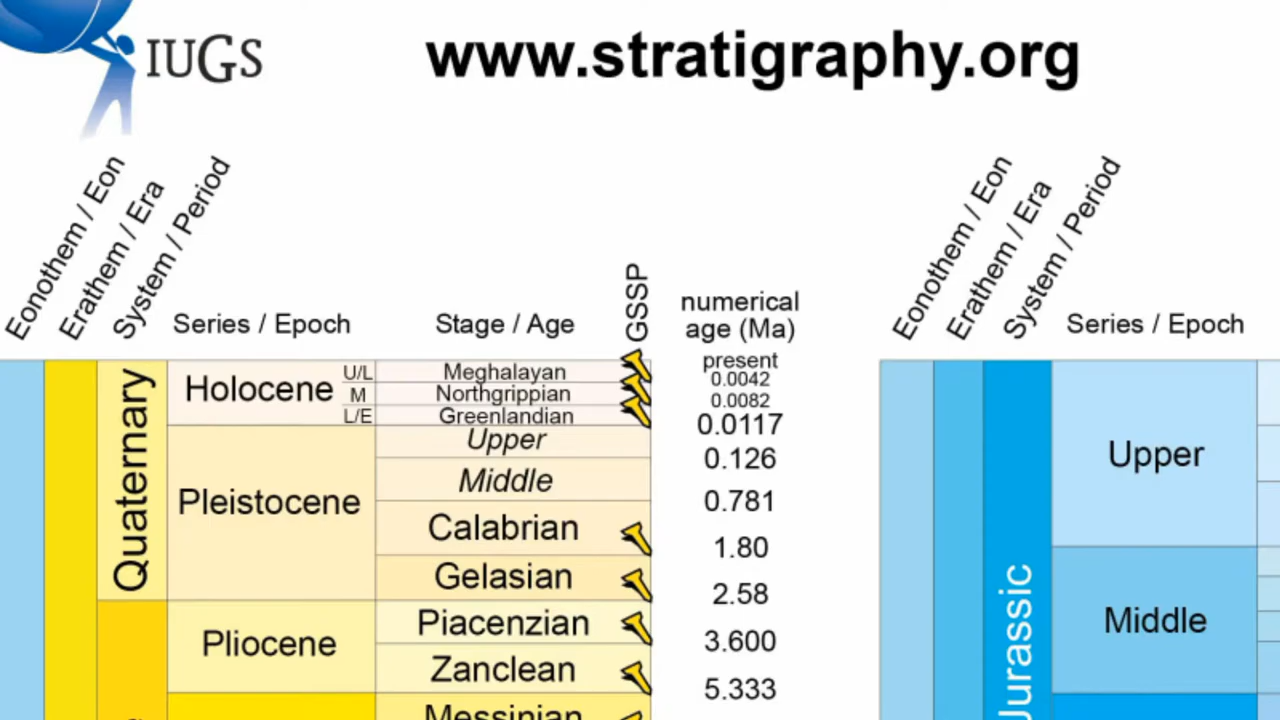 IUGS
www.stratigraphy.org
Eonothem / Eon
Erathem / Era
System / Period
Series / Epoch
Stage / Age
GSSP
numerical
age (Ma)
Quaternary
Holocene
U/L
Meghalayan
M
Northgrippian
L/E
Greenlandian
Pleistocene
Upper
Middle
Calabrian
Gelasian
Pliocene
Piacenzian
Zanclean
Messinian
present
0.0042
0.0082
0.0117
0.126
0.781
1.80
2.58
3.600
5.333
Eonothem / Eon
Erathem / Era
System / Period
Series / Epoch
Jurassic
Upper
Middle